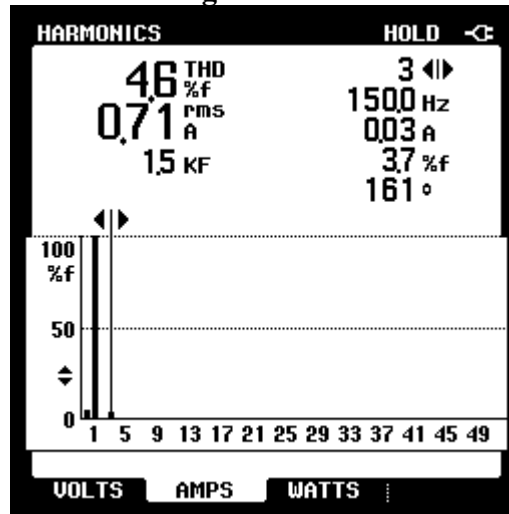 HARMONICS HOLD
4,6 THD %f
0,71 rms A
1,5 KF
3
150,0 Hz
0,03 A
3,7 %f
161 °
100
%f
50
0
1 5 9 13 17 21 25 29 33 37 41 45 49
VOLTS AMPS WATTS